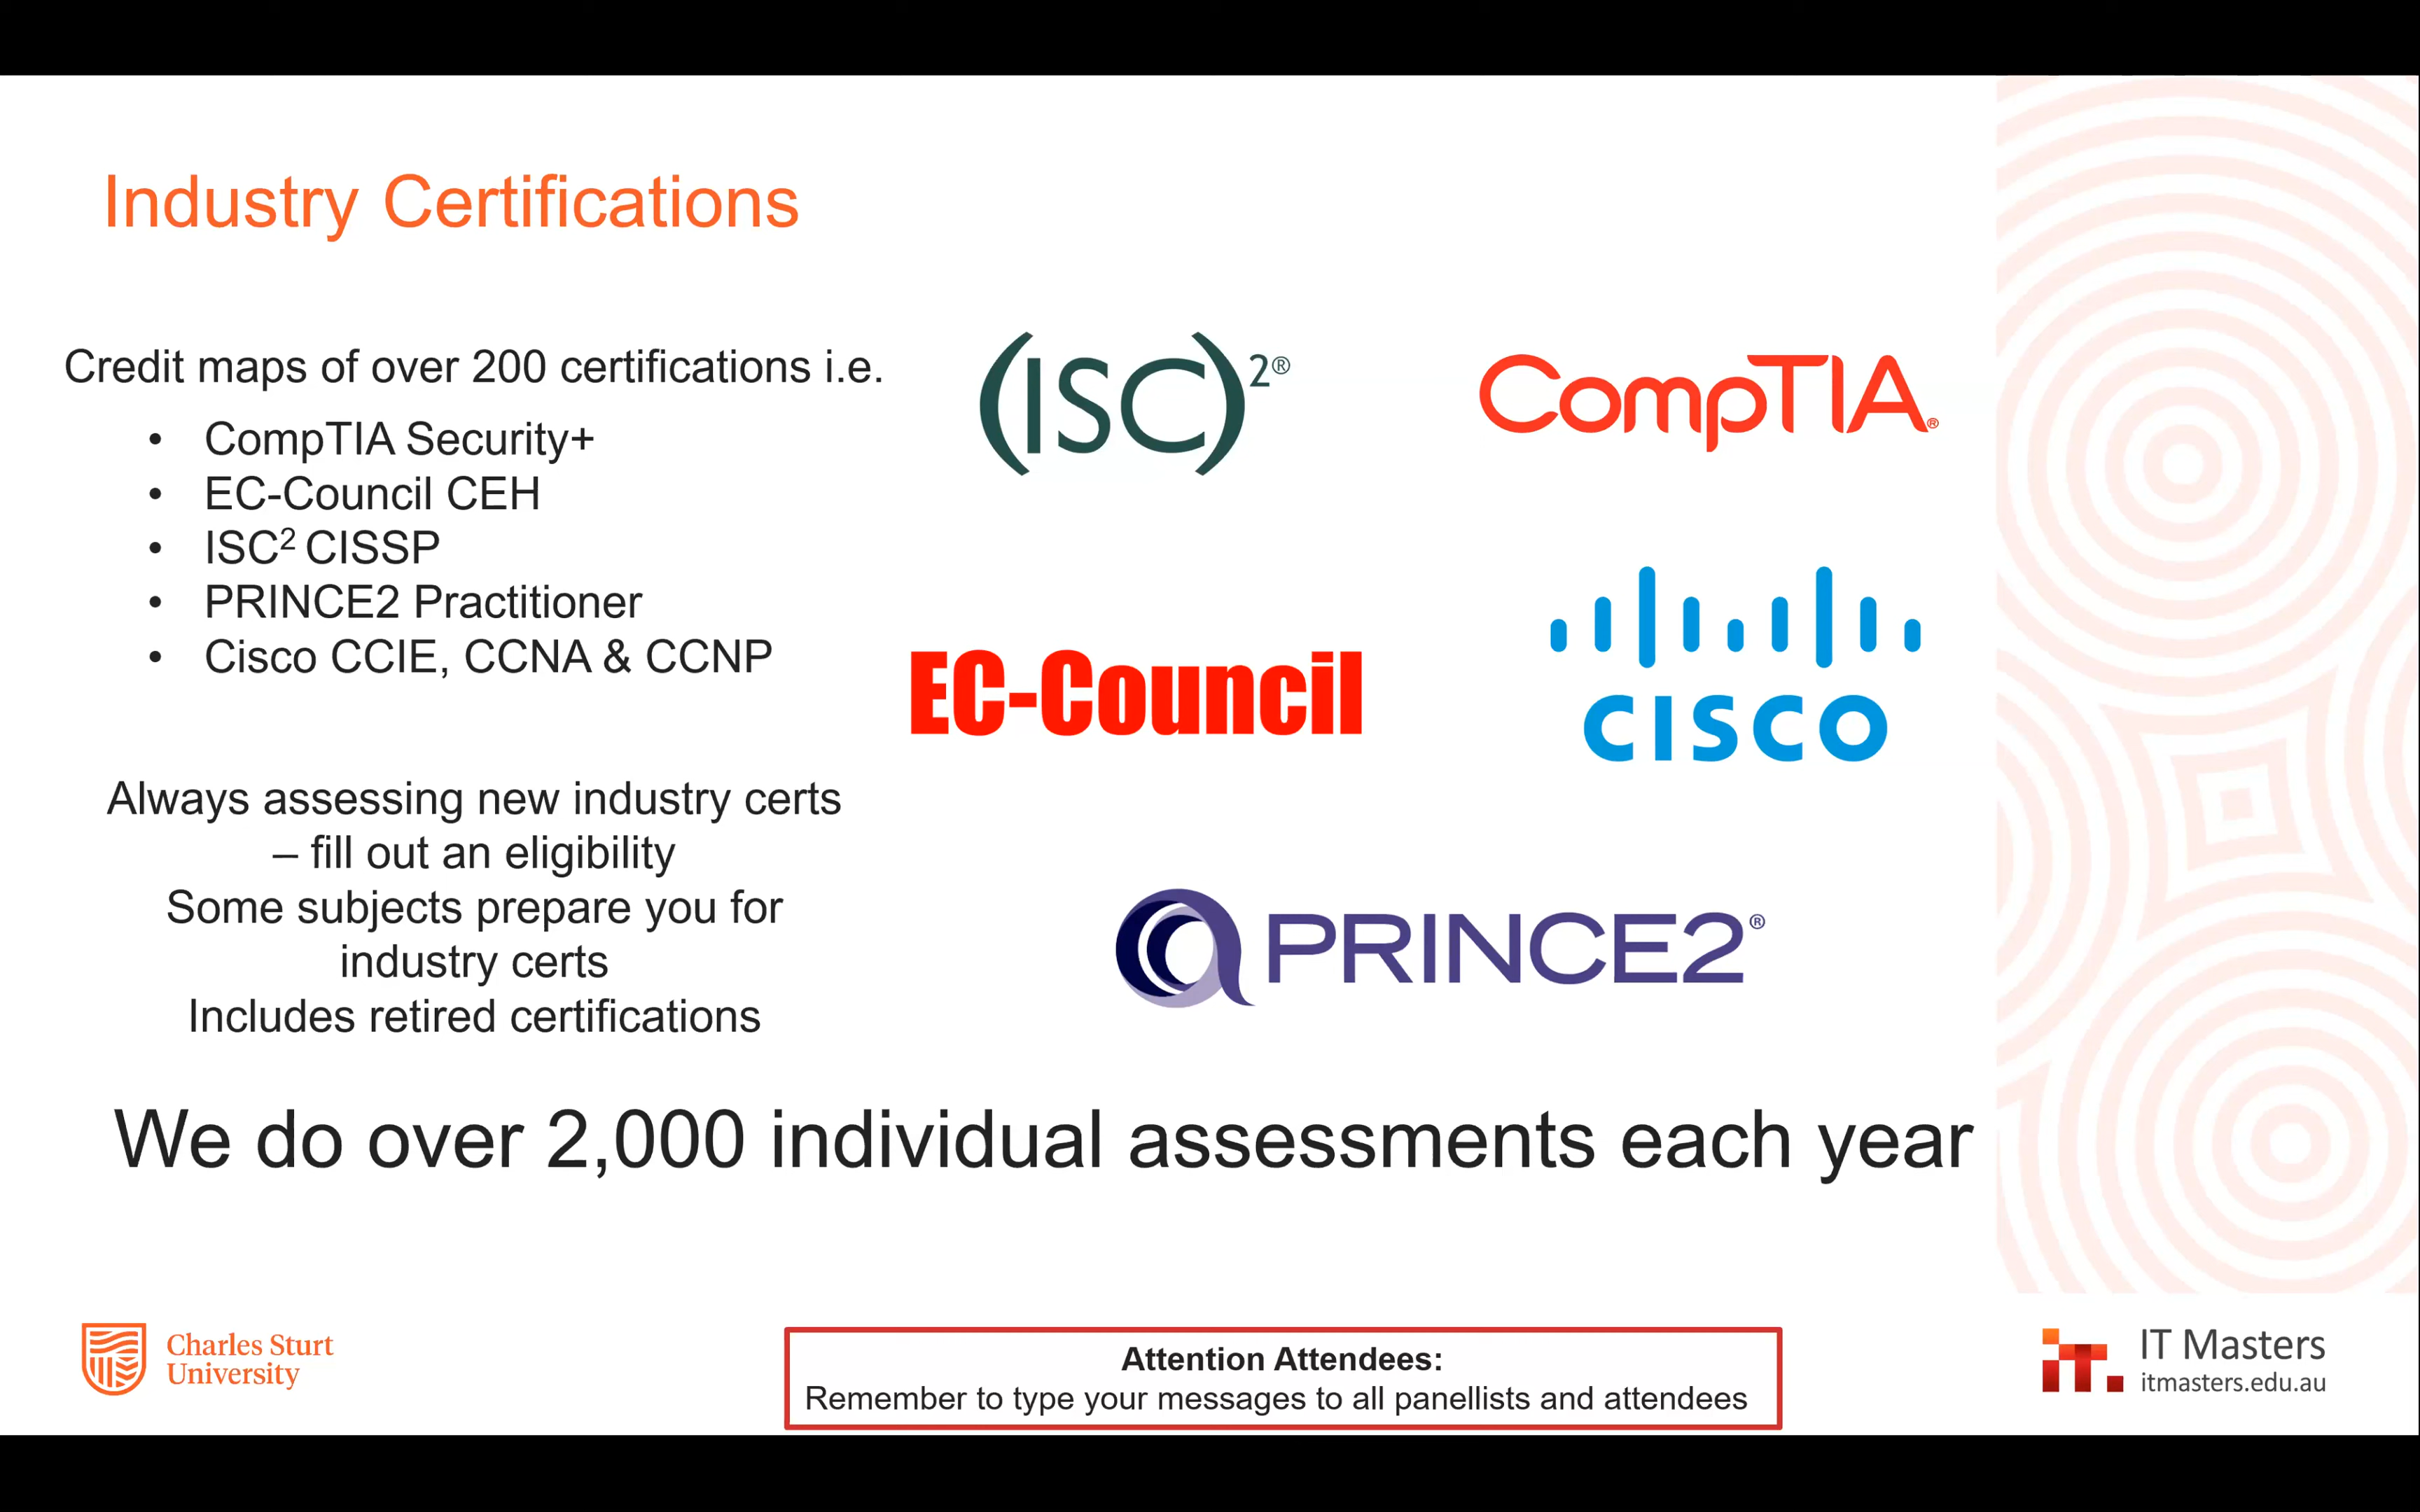 Industry Certifications
Credit maps of over 200 certifications i.e.
• CompTIA Security+
• EC-Council CEH
• ISC² CISSP
• PRINCE2 Practitioner
• Cisco CCIE, CCNA & CCNP
Always assessing new industry certs
– fill out an eligibility
Some subjects prepare you for
industry certs
Includes retired certifications
(ISC)²®
CompTIA®
EC-Council
CISCO
PRINCE2®
We do over 2,000 individual assessments each year
Charles Sturt
University
Attention Attendees:
Remember to type your messages to all panellists and attendees
it.
IT Masters
itmasters.edu.au